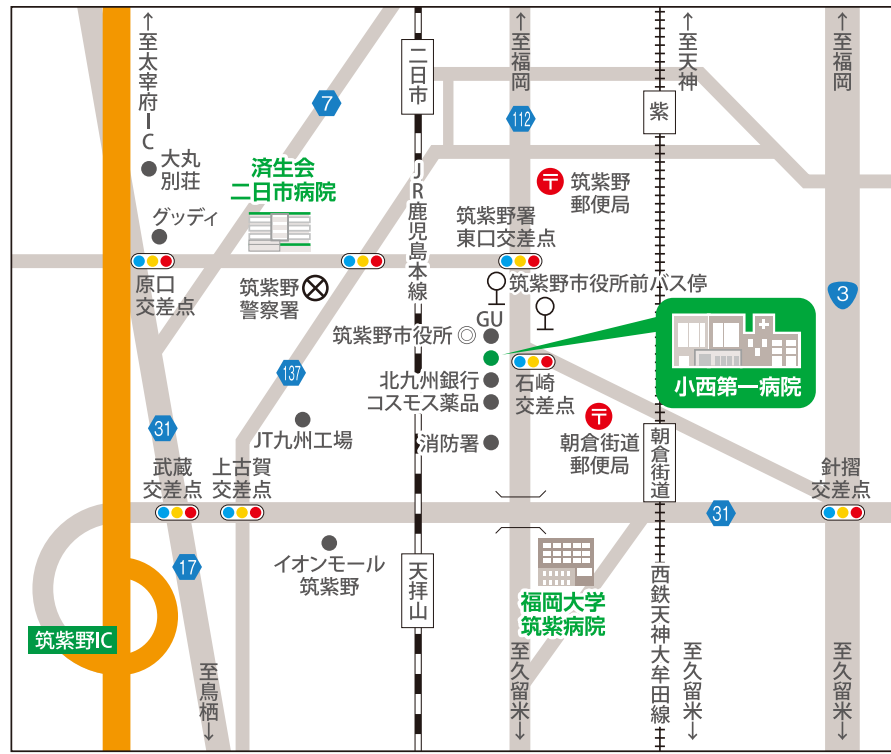 ←至太宰府IC
二日市
←至福岡
←至天神
←至福岡
7
112
紫
大丸
別荘
済生会
二日市病院
JR鹿児島本線
〒
筑紫野
郵便局
グッディ
筑紫野署
東口交差点
原口
交差点
筑紫野
警察署
筑紫野市役所前バス停
3
GU
筑紫野市役所
小西第一病院
137
北九州銀行
石崎
交差点
コスモス薬品
〒
JT九州工場
31
消防署
朝倉街道
郵便局
朝倉街道
武蔵
交差点
上古賀
交差点
針摺
交差点
31
17
イオンモール
筑紫野
天拝山
福岡大学
筑紫病院
西鉄天神大牟田線
筑紫野IC
至鳥栖→
至久留米→
至久留米→
至久留米→